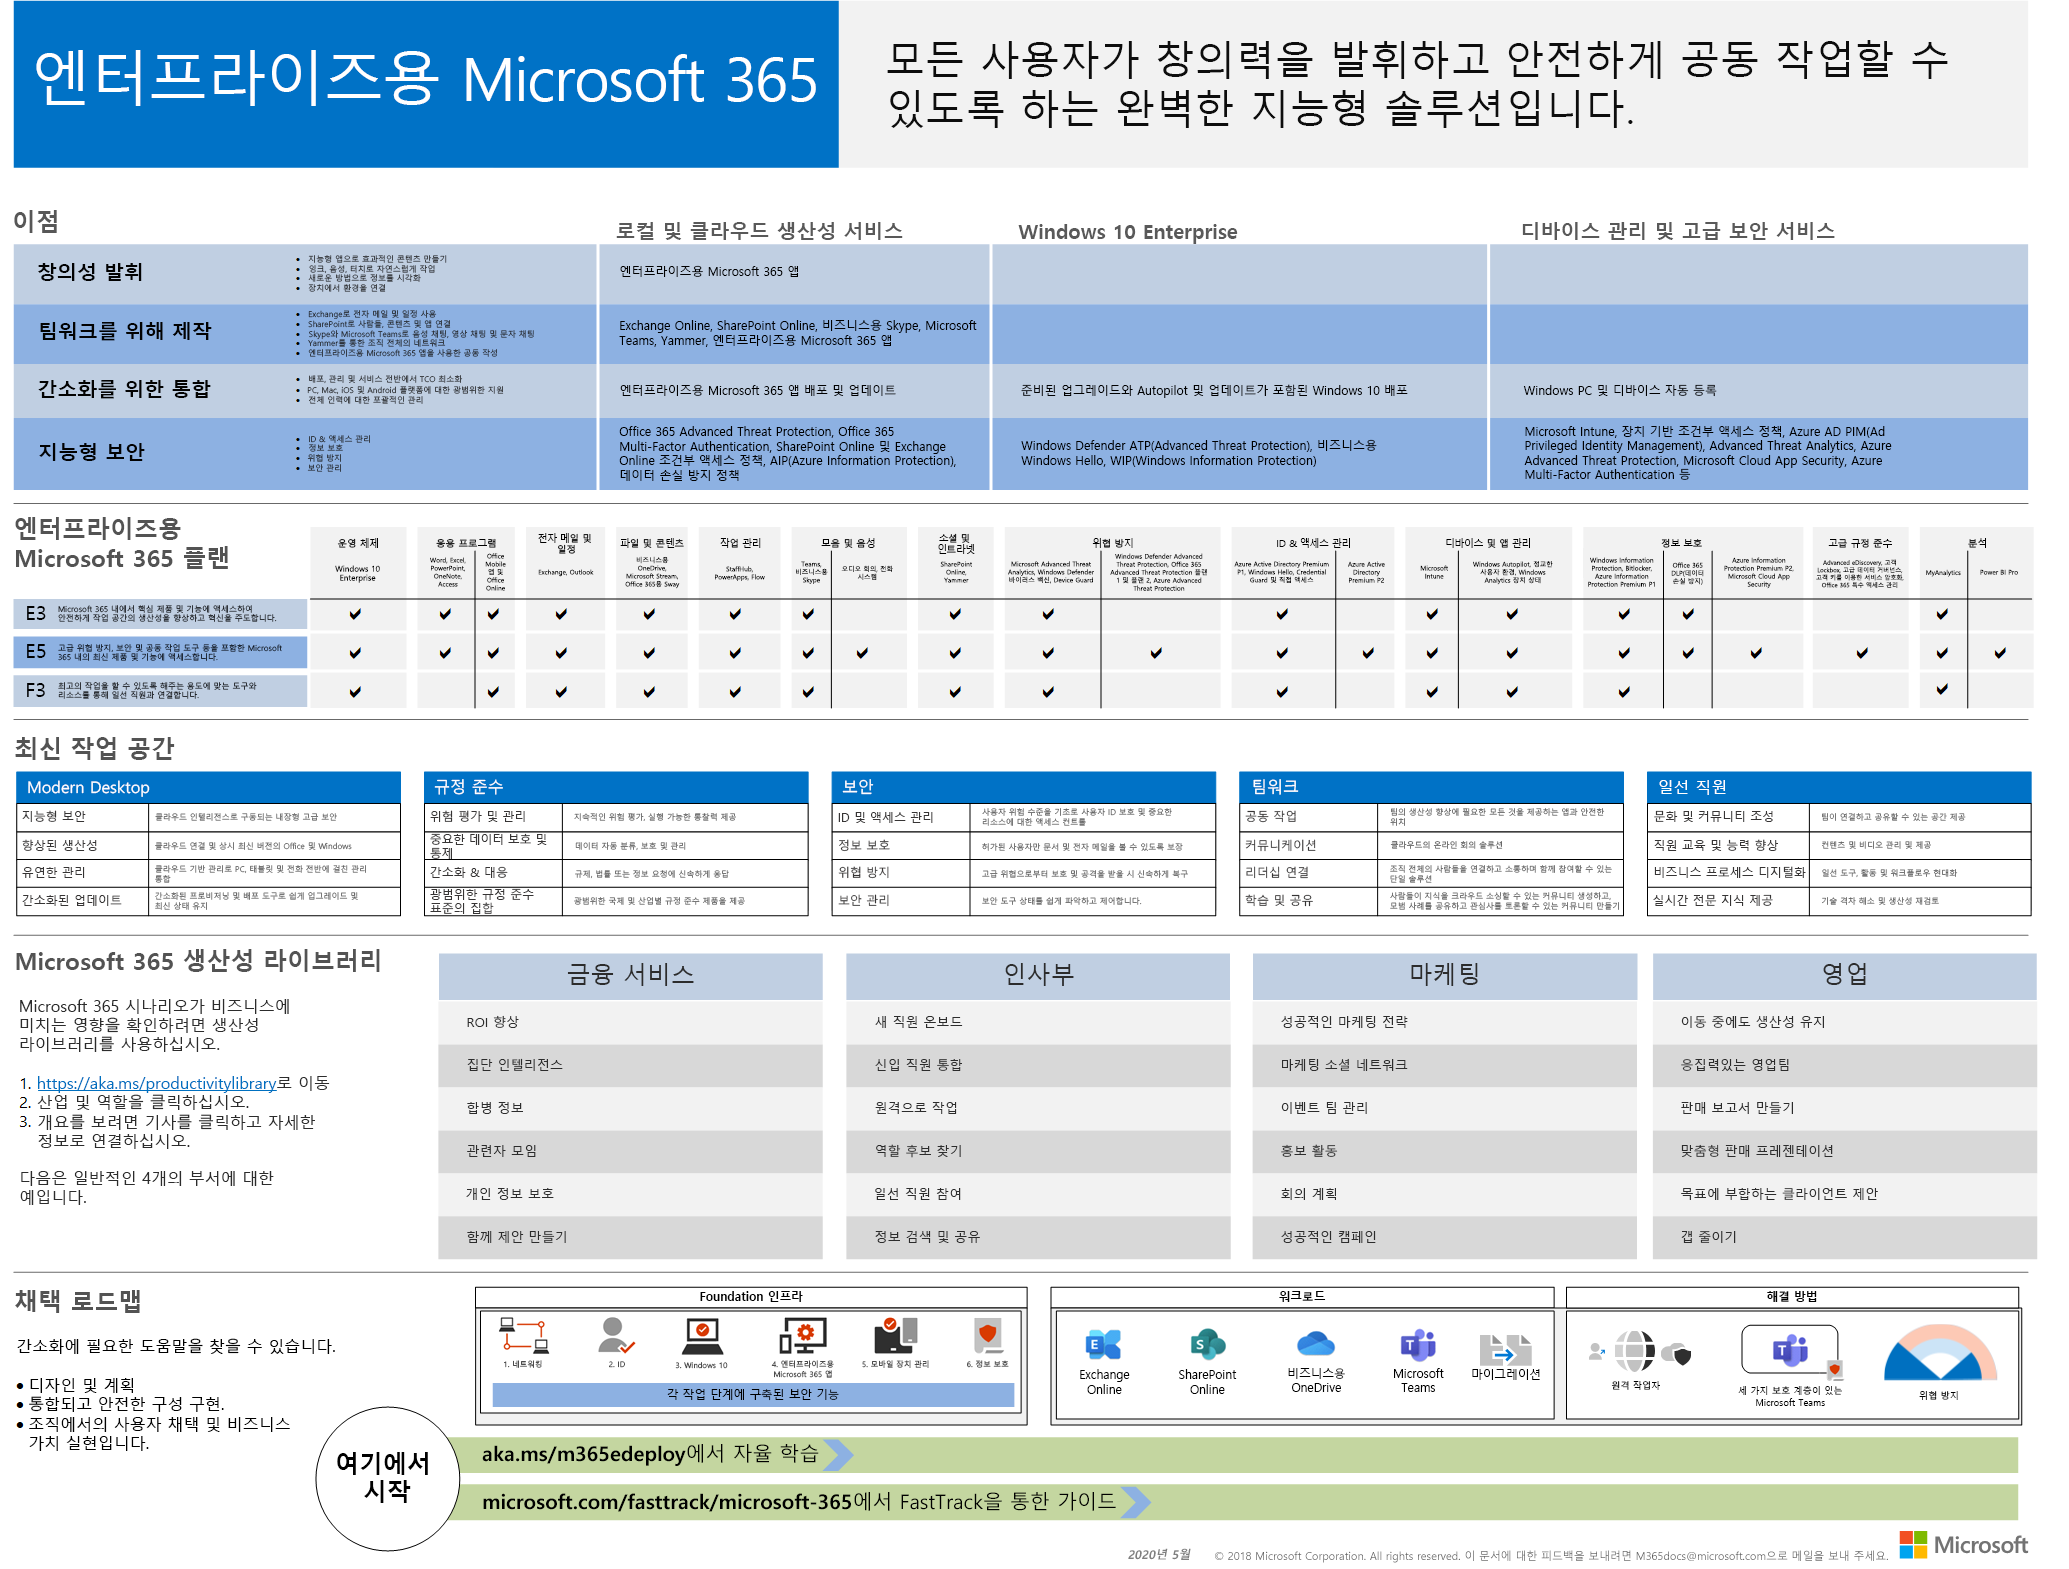 엔터프라이즈용 Microsoft 365
모든 사용자가 창의력을 발휘하고 안전하게 공동 작업할 수
있도록 하는 완벽한 지능형 솔루션입니다.
이점
로컬 및 클라우드 생산성 서비스
Windows 10 Enterprise
디바이스 관리 및 고급 보안 서비스
창의성 발휘
• 지능형 앱으로 효과적인 콘텐츠 만들기
• 잉크, 음성, 터치로 자연스럽게 작업
• 새로운 방법으로 정보를 시각화
• 장치에서 환경을 연결
엔터프라이즈용 Microsoft 365 앱
팀워크를 위해 제작
• Exchange로 전자 메일 및 일정 사용
• SharePoint로 사람들, 콘텐츠 및 앱 연결
• Skype와 Microsoft Teams로 음성 채팅, 영상 채팅 및 문자 채팅
• Yammer를 통한 조직 전체의 네트워크
• 엔터프라이즈용 Microsoft 365 앱을 사용한 공동 작성
Exchange Online, SharePoint Online, 비즈니스용 Skype, Microsoft
Teams, Yammer, 엔터프라이즈용 Microsoft 365 앱
간소화를 위한 통합
• 배포, 관리 및 서비스 전반에서 TCO 최소화
• PC, Mac, iOS 및 Android 플랫폼에 대한 광범위한 지원
• 전체 인력에 대한 포괄적인 관리
엔터프라이즈용 Microsoft 365 앱 배포 및 업데이트
준비된 업그레이드와 Autopilot 및 업데이트가 포함된 Windows 10 배포
Windows PC 및 디바이스 자동 등록
지능형 보안
• ID & 액세스 관리
• 정보 보호
• 위협 방지
• 보안 관리
Office 365 Advanced Threat Protection, Office 365
Multi-Factor Authentication, SharePoint Online 및 Exchange
Online 조건부 액세스 정책, AIP(Azure Information Protection),
데이터 손실 방지 정책
Windows Defender ATP(Advanced Threat Protection), 비즈니스용
Windows Hello, WIP(Windows Information Protection)
Microsoft Intune, 장치 기반 조건부 액세스 정책, Azure AD PIM(Ad
Privileged Identity Management), Advanced Threat Analytics, Azure
Advanced Threat Protection, Microsoft Cloud App Security, Azure
Multi-Factor Authentication 등
엔터프라이즈용
Microsoft 365 플랜
운영 체제
Windows 10
Enterprise
응용 프로그램
Word, Excel,
PowerPoint,
OneNote,
Access
Office
Mobile
앱 및
Office
Online
전자 메일 및
일정
Exchange, Outlook
파일 및 콘텐츠
비즈니스용
OneDrive,
Microsoft Stream,
Office 365용 Sway
작업 관리
StaffHub,
PowerApps, Flow
모음 및 음성
Teams,
비즈니스용
Skype
오디오 회의, 전화
시스템
소셜 및
인트라넷
SharePoint
Online,
Yammer
위협 방지
Microsoft Advanced Threat
Analytics, Windows Defender
바이러스 백신, Device Guard
Windows Defender Advanced
Threat Protection, Office 365
Advanced Threat Protection 플랜
1 및 플랜 2, Azure Advanced
Threat Protection
ID & 액세스 관리
Azure Active Directory Premium
P1, Windows Hello, Credential
Guard 및 직접 액세스
Azure Active
Directory
Premium P2
디바이스 및 앱 관리
Microsoft
Intune
Windows Autopilot, 정교한
사용자 환경, Windows
Analytics 장치 상태
정보 보호
Windows Information
Protection, Bitlocker,
Azure Information
Protection Premium P1
Office 365
DLP(데이터
손실 방지)
Azure Information
Protection Premium P2,
Microsoft Cloud App
Security
고급 규정 준수
Advanced eDiscovery, 고객
Lockbox, 고급 데이터 거버넌스,
고객 키를 이용한 서비스 암호화,
Office 365 특수 액세스 관리
분석
MyAnalytics
Power BI Pro
E3
Microsoft 365 내에서 핵심 제품 및 기능에 액세스하여
안전하게 작업 공간의 생산성을 향상하고 혁신을 주도합니다.
E5
고급 위협 방지, 보안 및 공동 작업 도구 등을 포함한 Microsoft
365 내의 최신 제품 및 기능에 액세스합니다.
F3
최고의 작업을 할 수 있도록 해주는 용도에 맞는 도구와
리소스를 통해 일선 직원과 연결합니다.
최신 작업 공간
Modern Desktop
지능형 보안
클라우드 인텔리전스로 구동되는 내장형 고급 보안
향상된 생산성
클라우드 연결 및 상시 최신 버전의 Office 및 Windows
유연한 관리
클라우드 기반 관리로 PC, 태블릿 및 전화 전반에 걸친 관리
통합
간소화된 업데이트
간소화된 프로비저닝 및 배포 도구로 쉽게 업그레이드 및
최신 상태 유지
규정 준수
위험 평가 및 관리
지속적인 위험 평가, 실행 가능한 통찰력 제공
중요한 데이터 보호 및
통제
데이터 자동 분류, 보호 및 관리
간소화 & 대응
규제, 법률 또는 정보 요청에 신속하게 응답
광범위한 규정 준수
표준의 집합
광범위한 국제 및 산업별 규정 준수 제품을 제공
보안
ID 및 액세스 관리
사용자 위험 수준을 기초로 사용자 ID 보호 및 중요한
리소스에 대한 액세스 컨트롤
정보 보호
허가된 사용자만 문서 및 전자 메일을 볼 수 있도록 보장
위협 방지
고급 위협으로부터 보호 및 공격을 받을 시 신속하게 복구
보안 관리
보안 도구 상태를 쉽게 파악하고 제어합니다.
팀워크
공동 작업
팀의 생산성 향상에 필요한 모든 것을 제공하는 앱과 안전한
위치
커뮤니케이션
클라우드의 온라인 회의 솔루션
리더십 연결
조직 전체의 사람들을 연결하고 소통하며 함께 참여할 수 있는
단일 솔루션
학습 및 공유
사람들이 지식을 크라우드 소싱할 수 있는 커뮤니티 생성하고,
모범 사례를 공유하고 관심사를 토론할 수 있는 커뮤니티 만들기
일선 직원
문화 및 커뮤니티 조성
팀이 연결하고 공유할 수 있는 공간 제공
직원 교육 및 능력 향상
컨텐츠 및 비디오 관리 및 제공
비즈니스 프로세스 디지털화
일선 도구, 활동 및 워크플로우 현대화
실시간 전문 지식 제공
기술 격차 해소 및 생산성 재검토
Microsoft 365 생산성 라이브러리
Microsoft 365 시나리오가 비즈니스에
미치는 영향을 확인하려면 생산성
라이브러리를 사용하십시오.
1. https://aka.ms/productivitylibrary로 이동
2. 산업 및 역할을 클릭하십시오.
3. 개요를 보려면 기사를 클릭하고 자세한
정보로 연결하십시오.
다음은 일반적인 4개의 부서에 대한
예입니다.
금융 서비스
ROI 향상
집단 인텔리전스
합병 정보
관련자 모임
개인 정보 보호
함께 제안 만들기
인사부
새 직원 온보드
신입 직원 통합
원격으로 작업
역할 후보 찾기
일선 직원 참여
정보 검색 및 공유
마케팅
성공적인 마케팅 전략
마케팅 소셜 네트워크
이벤트 팀 관리
홍보 활동
회의 계획
성공적인 캠페인
영업
이동 중에도 생산성 유지
응집력있는 영업팀
판매 보고서 만들기
맞춤형 판매 프레젠테이션
목표에 부합하는 클라이언트 제안
갭 줄이기
채택 로드맵
간소화에 필요한 도움말을 찾을 수 있습니다.
• 디자인 및 계획
• 통합되고 안전한 구성 구현.
• 조직에서의 사용자 채택 및 비즈니스
가치 실현입니다.
Foundation 인프라
1. 네트워킹
2. ID
3. Windows 10
4. 엔터프라이즈용
Microsoft 365 앱
5. 모바일 장치 관리
6. 정보 보호
각 작업 단계에 구축된 보안 기능
워크로드
Exchange
Online
SharePoint
Online
비즈니스용
OneDrive
Microsoft
Teams
마이그레이션
해결 방법
원격 작업자
세 가지 보호 계층이 있는
Microsoft Teams
위협 방지
여기에서
시작
aka.ms/m365edeploy에서 자율 학습
microsoft.com/fasttrack/microsoft-365에서 FastTrack을 통한 가이드
2020년 5월
© 2018 Microsoft Corporation. All rights reserved. 이 문서에 대한 피드백을 보내려면 M365docs@microsoft.com으로 메일을 보내 주세요.
Microsoft